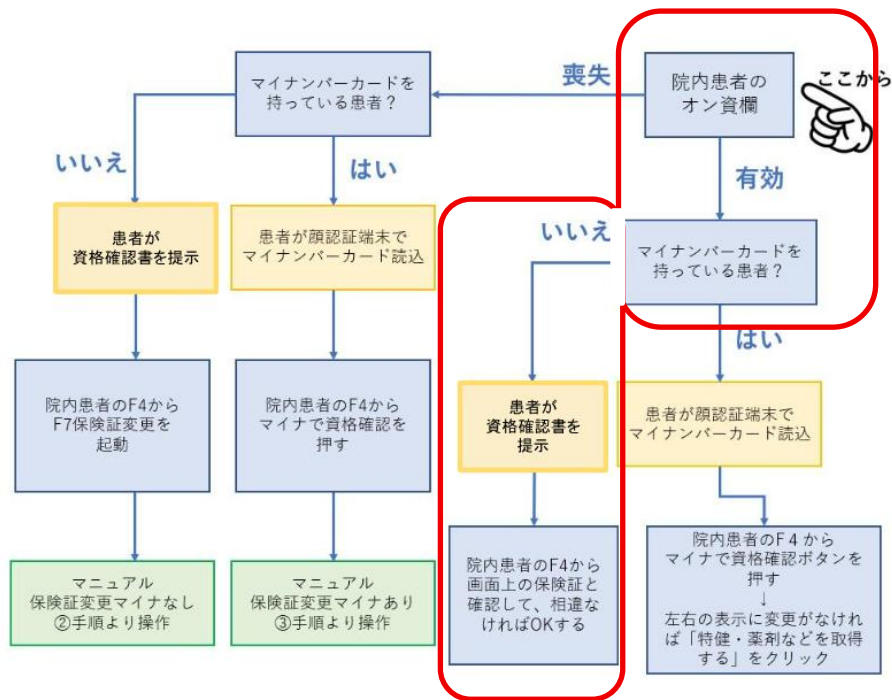 ここから
院内患者の
オン資欄
喪失
マイナンバーカードを
持っている患者？
いいえ
はい
患者が
資格確認書を提示
患者が顔認証端末で
マイナンバーカード読込
院内患者のF4から
F7保険証変更を
起動
院内患者のF4から
マイナで資格確認を
押す
マニュアル
保険証変更マイナなし
②手順より操作
マニュアル
保険証変更マイナあり
③手順より操作
有効
マイナンバーカードを
持っている患者？
いいえ
はい
患者が
資格確認書を
提示
患者が顔認証端末で
マイナンバーカード読込
院内患者のF4から
画面上の保険証と
確認して、相違な
ければOKする
院内患者のF４から
マイナで資格確認ボタンを
押す
↓
左右の表示に変更がなけれ
ば「特健・薬剤などを取得
する」をクリック